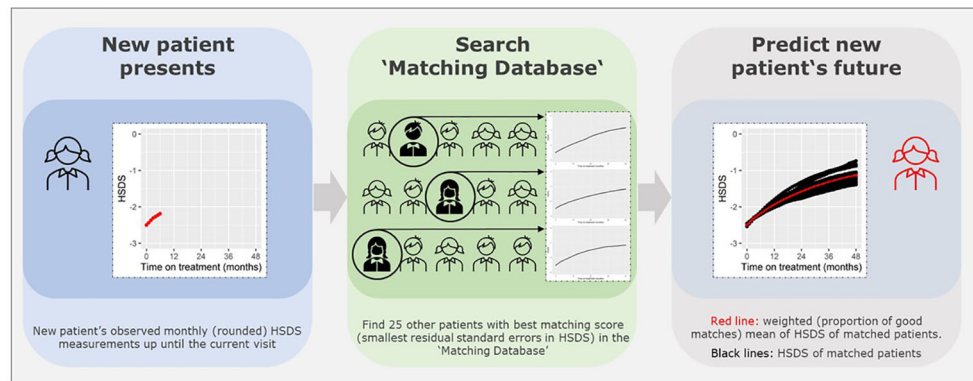 New patient
presents
HSDS
0
-1
-2
-3
0
12
24
36
48
Time on treatment (months)
New patient's observed monthly (rounded) HSDS
measurements up until the current visit
Search
‘Matching Database‘
Find 25 other patients with best matching score
(smallest residual standard errors in HSDS) in the
‘Matching Database’
Predict new
patient‘s future
HSDS
0
-1
-2
-3
0
12
24
36
48
Time on treatment (months)
Red line: weighted (proportion of good
matches) mean of HSDS of matched patients.
Black lines: HSDS of matched patients